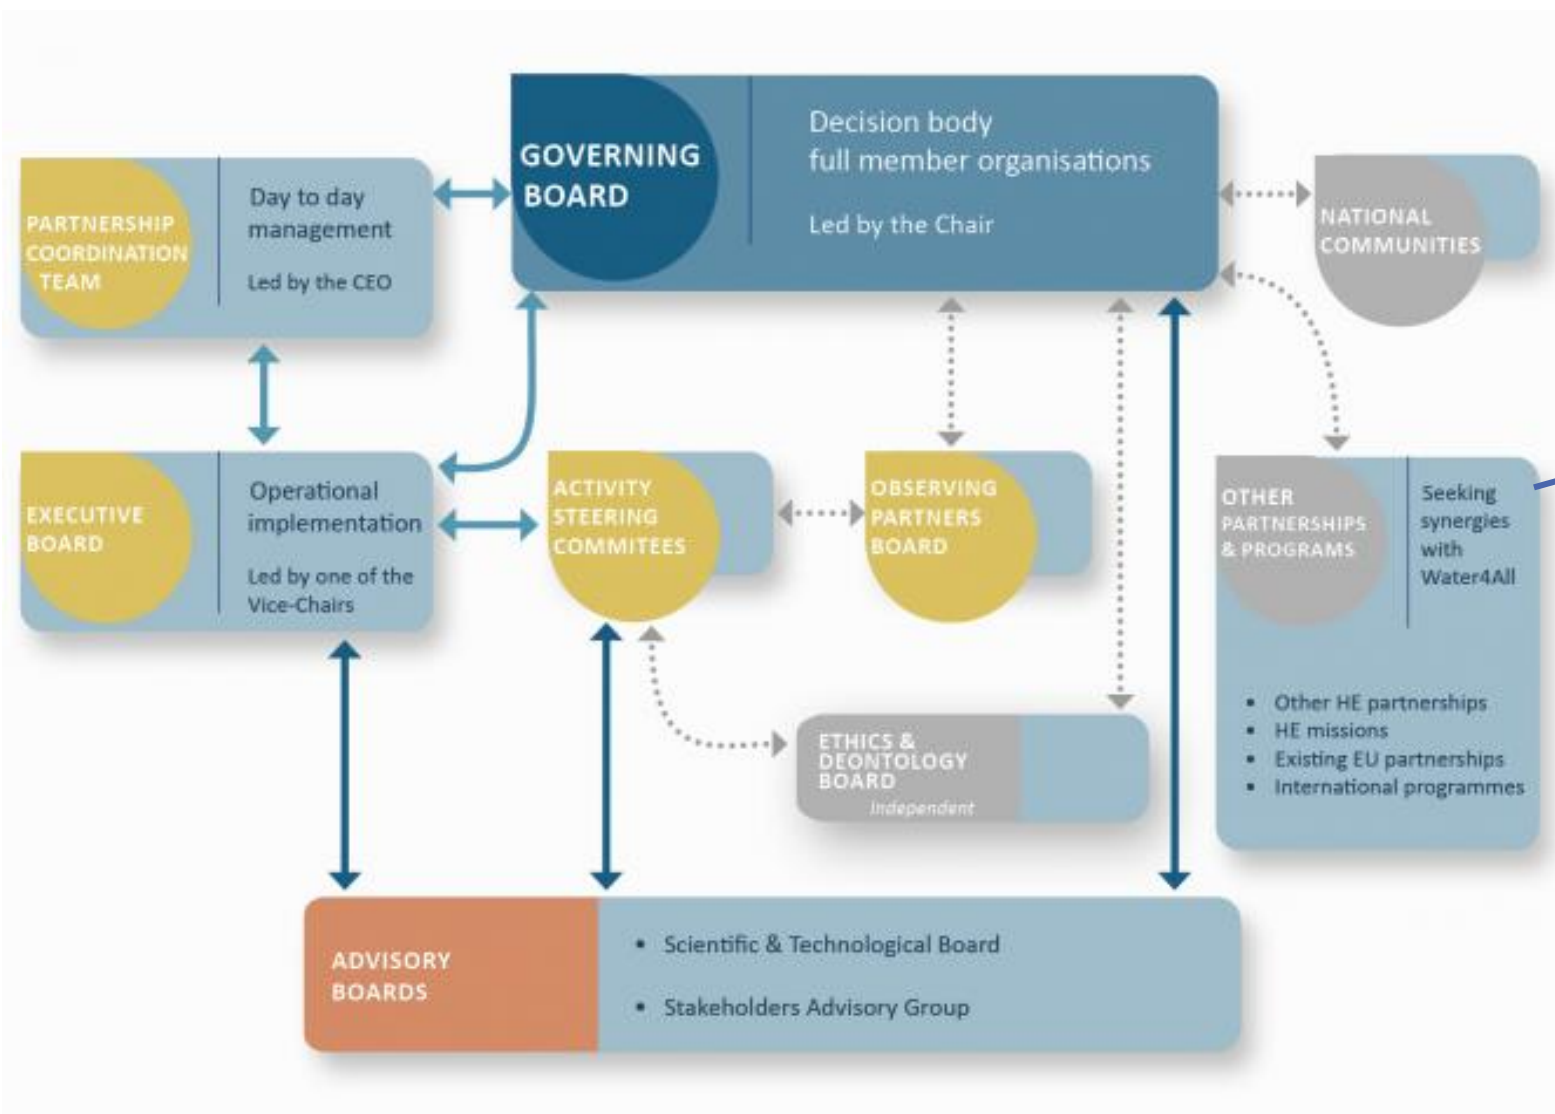 GOVERNING
BOARD
Decision body
full member organisations
Led by the Chair
PARTNERSHIP
COORDINATION
TEAM
Day to day
management
Led by the CEO
NATIONAL
COMMUNITIES
EXECUTIVE
BOARD
Operational
implementation
Led by one of the
Vice-Chairs
ACTIVITY
STEERING
COMMITEES
OBSERVING
PARTNERS
BOARD
OTHER
PARTNERSHIPS
& PROGRAMS
Seeking
synergies
with
Water4All
• Other HE partnerships
• HE missions
• Existing EU partnerships
• International programmes
ETHICS &
DEONTOLOGY
BOARD
Independent
ADVISORY
BOARDS
• Scientific & Technological Board
• Stakeholders Advisory Group